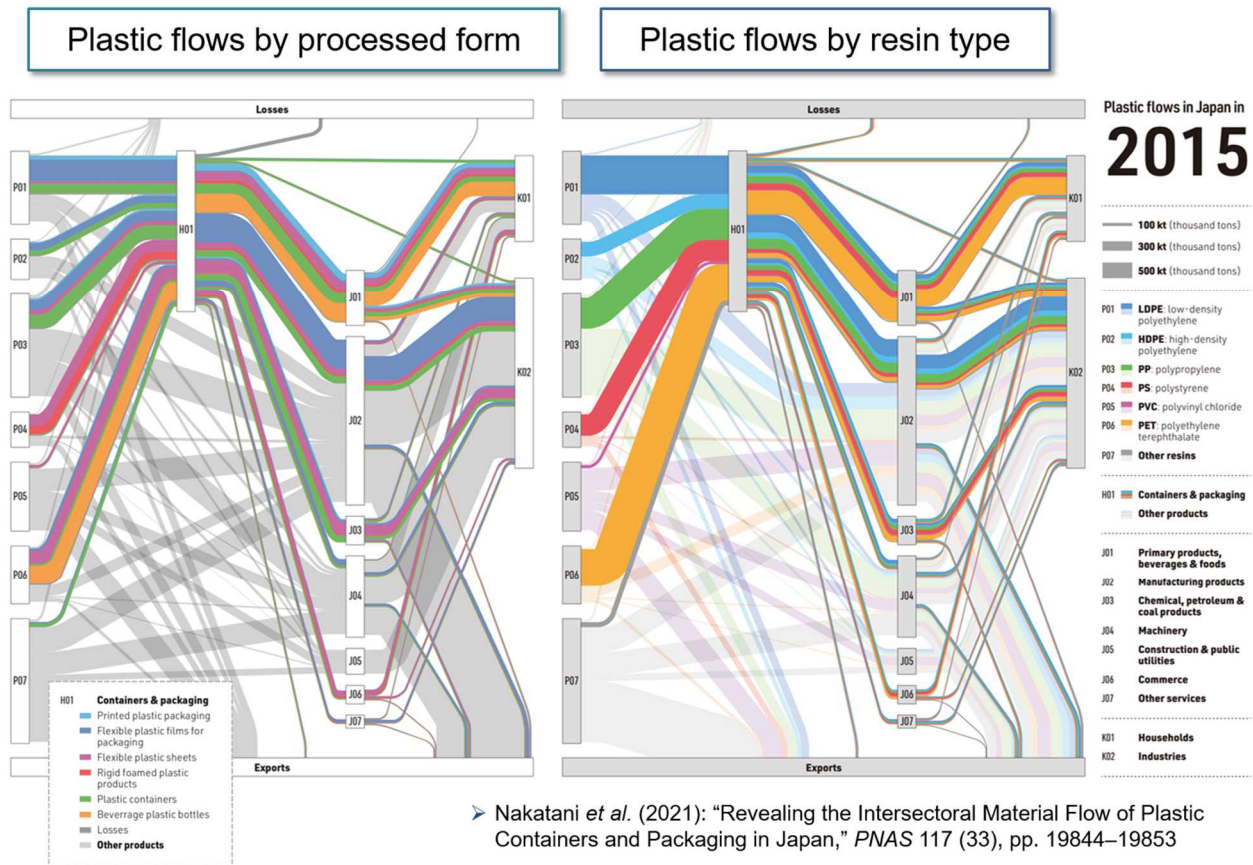 Plastic flows by processed form
Plastic flows by resin type
Losses
P01
P02
P03
P04
P05
P06
P07
H01
J01
J02
J03
J04
J05
J06
J07
K01
K02
Exports
H01 Containers & packaging
Printed plastic packaging
Flexible plastic films for
packaging
Flexible plastic sheets
Rigid foamed plastic
products
Plastic containers
Beverrage plastic bottles
Losses
Other products
Losses
P01
P02
P03
P04
P05
P06
P07
H01
J01
J02
J03
J04
J05
J06
J07
K01
K02
Exports
Plastic flows in Japan in
2015
100 kt (thousand tons)
300 kt (thousand tons)
500 kt (thousand tons)
P01 LDPE: low-density
polyethylene
P02 HDPE: high-density
polyethylene
P03 PP: polypropylene
P04 PS: polystyrene
P05 PVC: polyvinyl chloride
P06 PET: polyethylene
terephthalate
P07 Other resins
H01 Containers & packaging
Other products
J01 Primary products,
beverages & foods
J02 Manufacturing products
J03 Chemical, petroleum &
coal products
J04 Machinery
J05 Construction & public
utilities
J06 Commerce
J07 Other services
K01 Households
K02 Industries
➢ Nakatani et al. (2021): “Revealing the Intersectoral Material Flow of Plastic
Containers and Packaging in Japan,” PNAS 117 (33), pp. 19844–19853